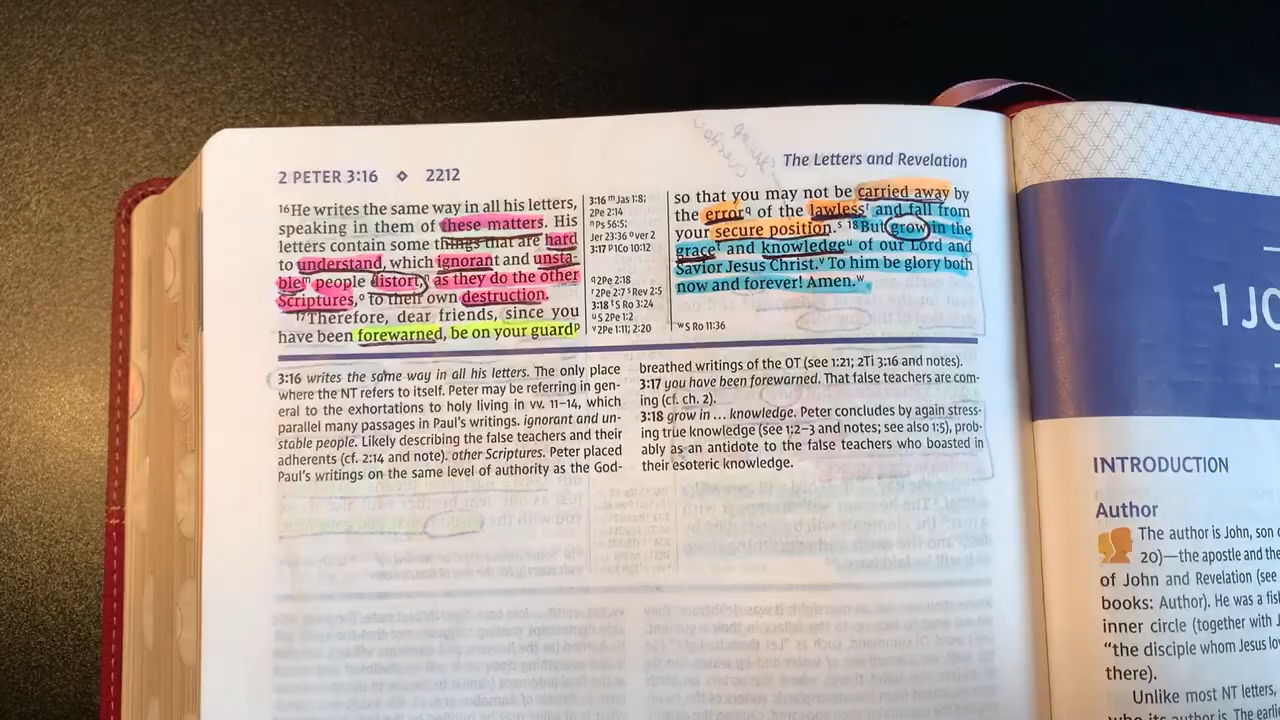 2 PETER 3:16 ◇ 2212
The Letters and Revelation
16He writes the same way in all his letters,
speaking in them of these matters. His
letters contain some things that are hard
to understand, which ignorant and unsta-
blem people distort, as they do the other
Scriptures,o to their own destruction.
17Therefore, dear friends, since you
have been forewarned, be on your guardp
3:16 m Jas 1:8;
2Pe 2:14
n Ps 56:5;
Jer 23:36 o ver 2
3:17 p 1Co 10:12
q 2Pe 2:18
r 2Pe 2:7 s Rev 2:5
3:18 t S Ro 3:24
u S 2Pe 1:2
v 2Pe 1:11; 2:20
so that you may not be carried away by
the errorq of the lawlessr and fall from
your secure position.s 18But grow in the
gracet and knowledgeu of our Lord and
Savior Jesus Christ.v To him be glory both
now and forever! Amen.w
w S Ro 11:36
3:16 writes the same way in all his letters. The only place
where the NT refers to itself. Peter may be referring in gen-
eral to the exhortations to holy living in vv. 11–14, which
parallel many passages in Paul's writings. ignorant and un-
stable people. Likely describing the false teachers and their
adherents (cf. 2:14 and note). other Scriptures. Peter placed
Paul's writings on the same level of authority as the God-
breathed writings of the OT (see 1:21; 2Ti 3:16 and notes).
3:17 you have been forewarned. That false teachers are com-
ing (cf. ch. 2).
3:18 grow in … knowledge. Peter concludes by again stress-
ing true knowledge (see 1:2–3 and notes; see also 1:5), prob-
ably as an antidote to the false teachers who boasted in
their esoteric knowledge.
1 JO
INTRODUCTION
Author
The author is John, son
20)—the apostle and the
of John and Revelation (see
books: Author). He was a fis
inner circle (together with J
"the disciple whom Jesus lo
there).
Unlike most NT letters,
who its author is. The earlie